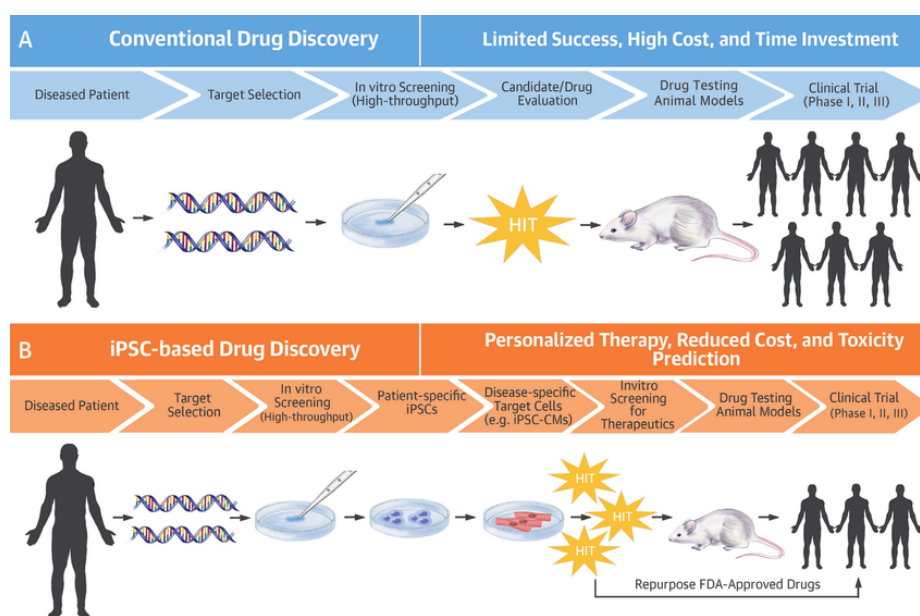 A
Conventional Drug Discovery
Limited Success, High Cost, and Time Investment
Diseased Patient
Target Selection
In vitro Screening
(High-throughput)
Candidate/Drug
Evaluation
Drug Testing
Animal Models
Clinical Trial
(Phase I, II, III)
HIT
B
iPSC-based Drug Discovery
Personalized Therapy, Reduced Cost, and Toxicity
Prediction
Diseased Patient
Target
Selection
In vitro
Screening
(High-throughput)
Patient-specific
iPSCs
Disease-specific
Target Cells
(e.g. iPSC-CMs)
Invitro
Screening
for
Therapeutics
Drug Testing
Animal Models
Clinical Trial
(Phase I, II, III)
HIT
HIT
HIT
Repurpose FDA-Approved Drugs